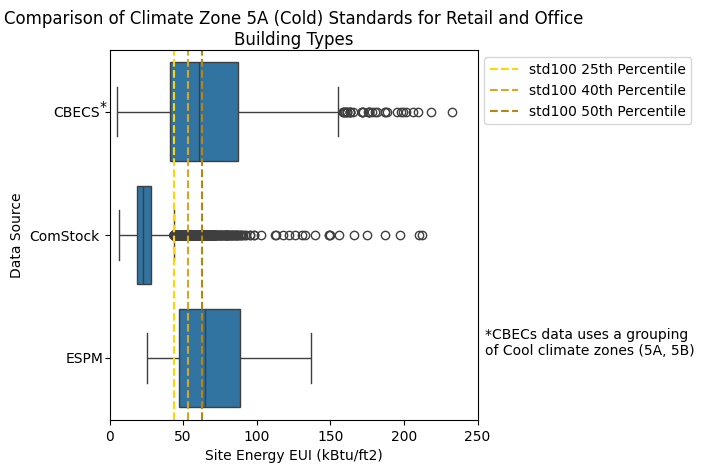 Comparison of Climate Zone 5A (Cold) Standards for Retail and Office
Building Types
std100 25th Percentile
std100 40th Percentile
std100 50th Percentile
CBECS*
ComStock
ESPM
Data Source
*CBECs data uses a grouping
of Cool climate zones (5A, 5B)
0 50 100 150 200 250
Site Energy EUI (kBtu/ft2)